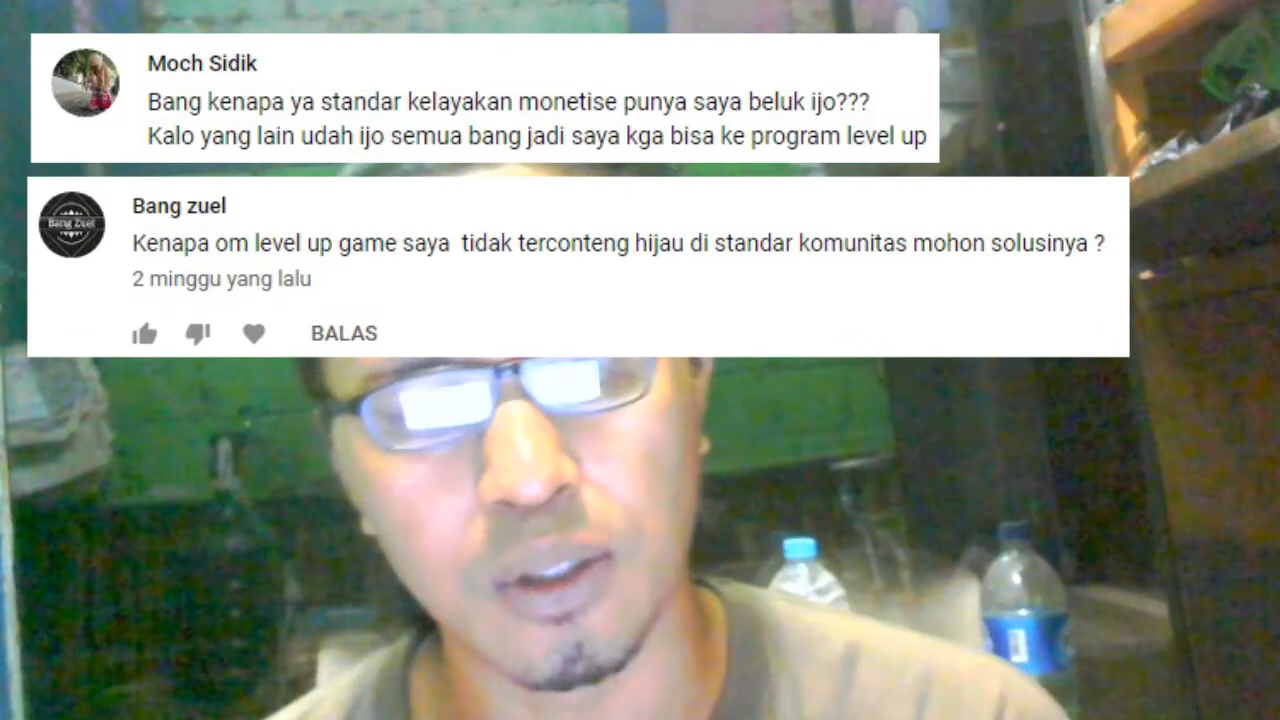 Moch Sidik
Bang kenapa ya standar kelayakan monetise punya saya beluk ijo???
Kalo yang lain udah ijo semua bang jadi saya kga bisa ke program level up
Bang zuel
Bang Zuel
Kenapa om level up game saya tidak terconteng hijau di standar komunitas mohon solusinya ?
2 minggu yang lalu
BALAS